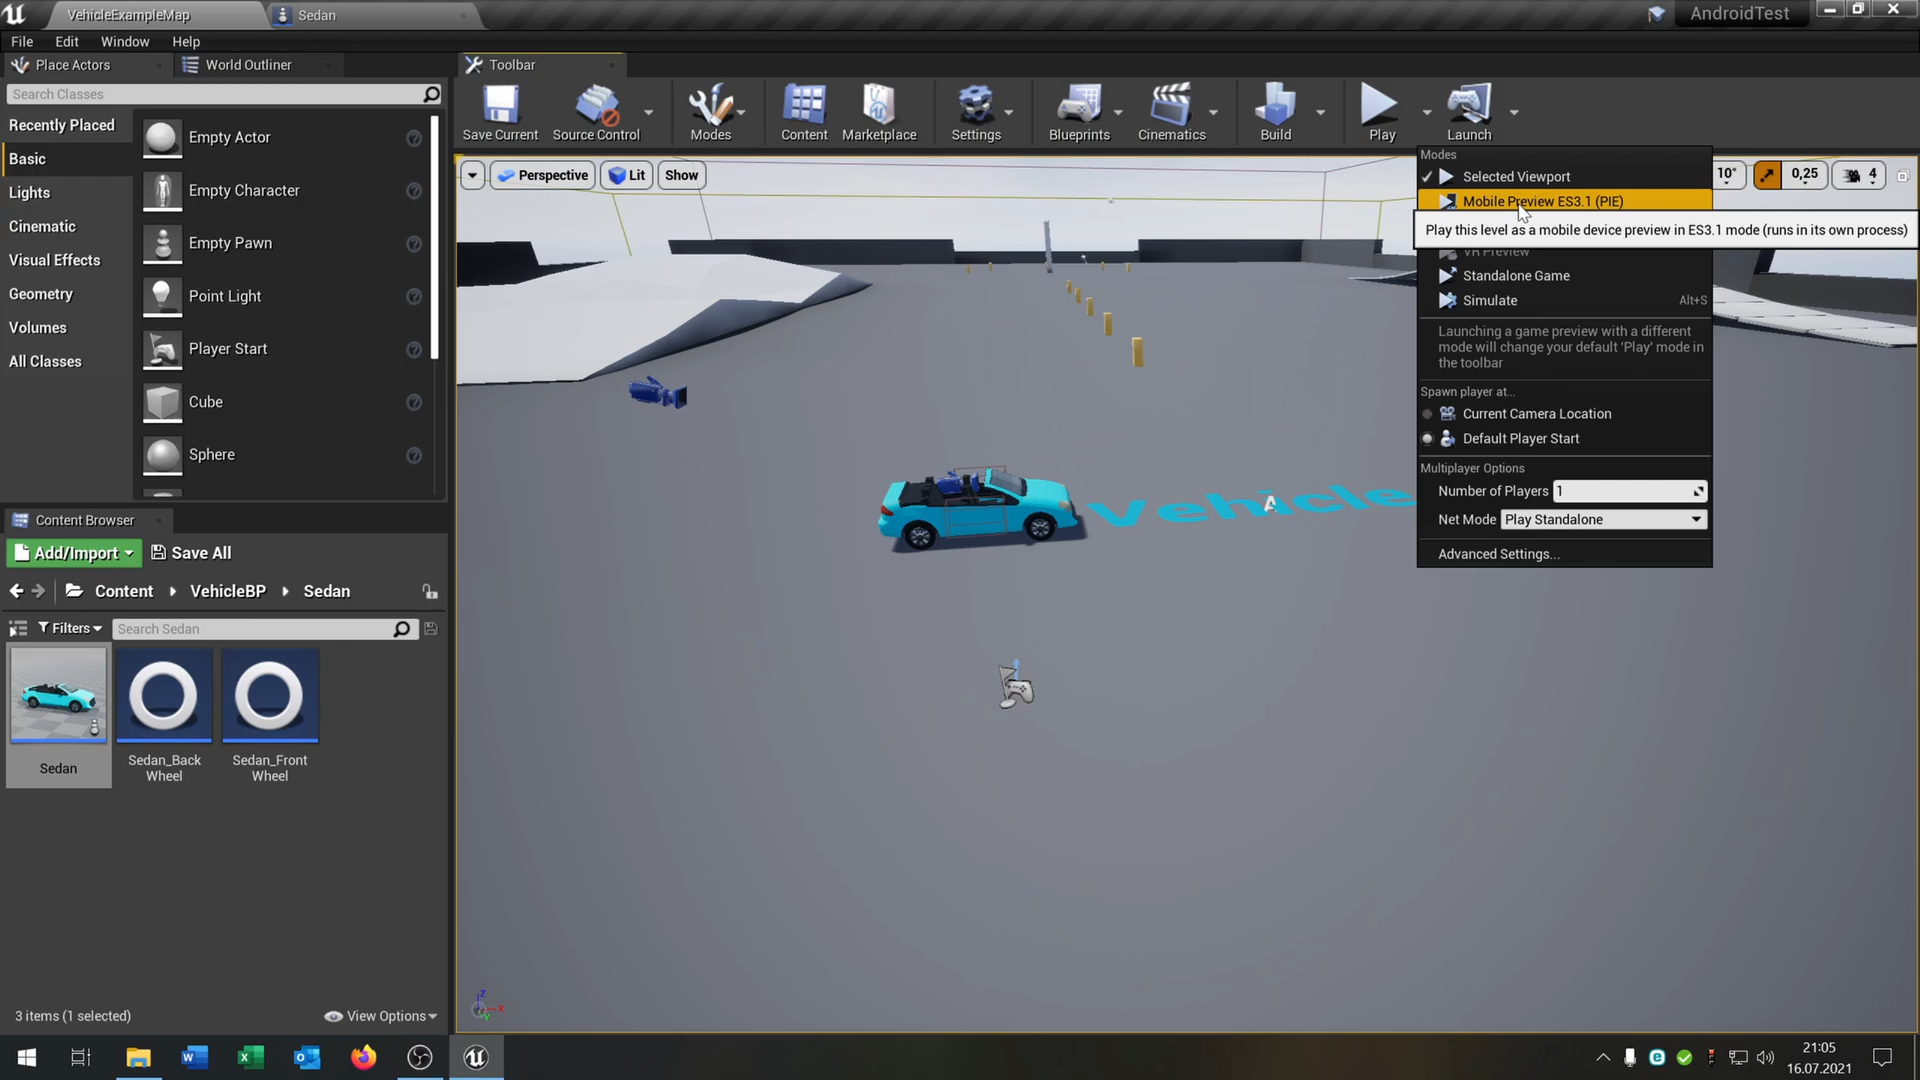 VehicleExampleMap
Sedan
AndroidTest
File Edit Window Help
Place Actors
World Outliner
Toolbar
Search Classes
Recently Placed
Basic
Lights
Cinematic
Visual Effects
Geometry
Volumes
All Classes
Empty Actor
Empty Character
Empty Pawn
Point Light
Player Start
Cube
Sphere
Save Current
Source Control
Modes
Content
Marketplace
Settings
Blueprints
Cinematics
Build
Play
Launch
Perspective
Lit
Show
10°
0,25
4
Modes
Selected Viewport
Mobile Preview ES3.1 (PIE)
Play this level as a mobile device preview in ES3.1 mode (runs in its own process)
VR Preview
Standalone Game
Simulate Alt+S
Launching a game preview with a different
mode will change your default 'Play' mode in
the toolbar
Spawn player at...
Current Camera Location
Default Player Start
Multiplayer Options
Number of Players 1
Net Mode Play Standalone
Advanced Settings...
Vehicle
Content Browser
Add/Import
Save All
Content
VehicleBP
Sedan
Filters
Search Sedan
Sedan
Sedan_Back
Wheel
Sedan_Front
Wheel
3 items (1 selected)
View Options
Z
X
Y
21:05
16.07.2021